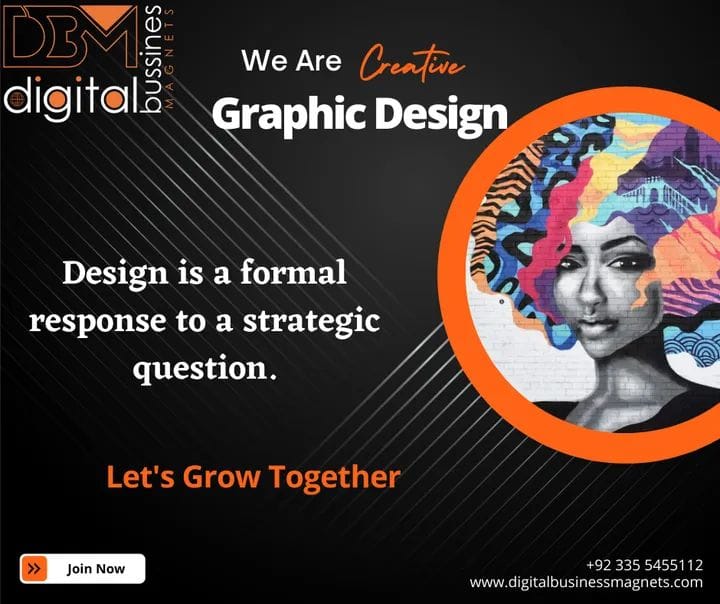 DBM
digital
bussines
MAGNETS
We Are Creative
Graphic Design
Design is a formal
response to a strategic
question.
Let's Grow Together
Join Now
+92 335 5455112
www.digitalbusinessmagnets.com